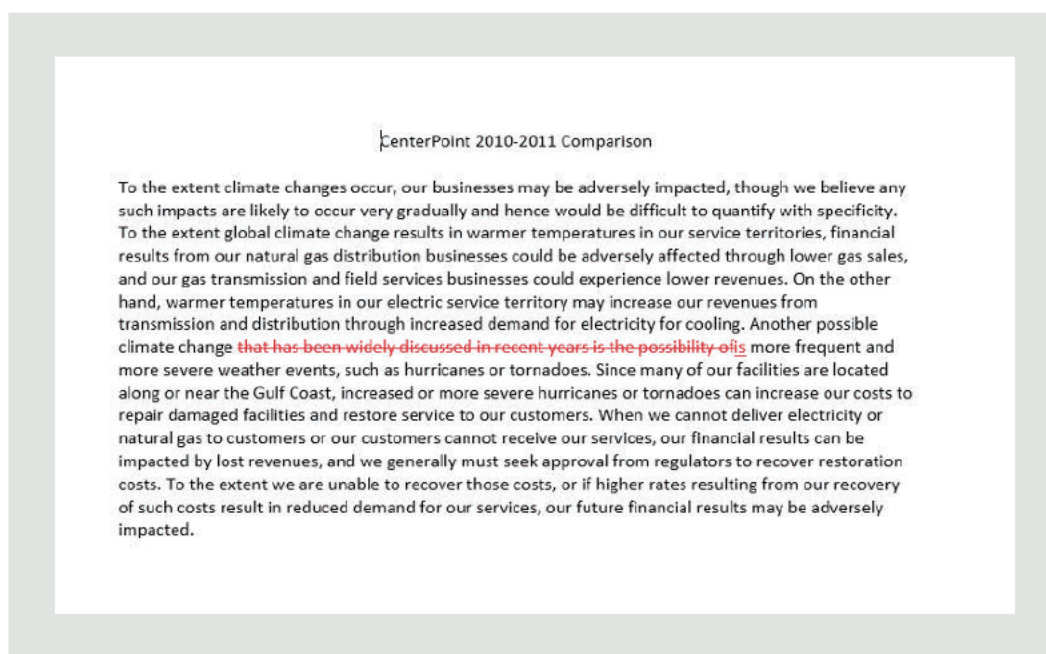 CenterPoint 2010-2011 Comparison
To the extent climate changes occur, our businesses may be adversely impacted, though we believe any
such impacts are likely to occur very gradually and hence would be difficult to quantify with specificity.
To the extent global climate change results in warmer temperatures in our service territories, financial
results from our natural gas distribution businesses could be adversely affected through lower gas sales,
and our gas transmission and field services businesses could experience lower revenues. On the other
hand, warmer temperatures in our electric service territory may increase our revenues from
transmission and distribution through increased demand for electricity for cooling. Another possible
climate change that has been widely discussed in recent years is the possibility ofis more frequent and
more severe weather events, such as hurricanes or tornadoes. Since many of our facilities are located
along or near the Gulf Coast, increased or more severe hurricanes or tornadoes can increase our costs to
repair damaged facilities and restore service to our customers. When we cannot deliver electricity or
natural gas to customers or our customers cannot receive our services, our financial results can be
impacted by lost revenues, and we generally must seek approval from regulators to recover restoration
costs. To the extent we are unable to recover those costs, or if higher rates resulting from our recovery
of such costs result in reduced demand for our services, our future financial results may be adversely
impacted.